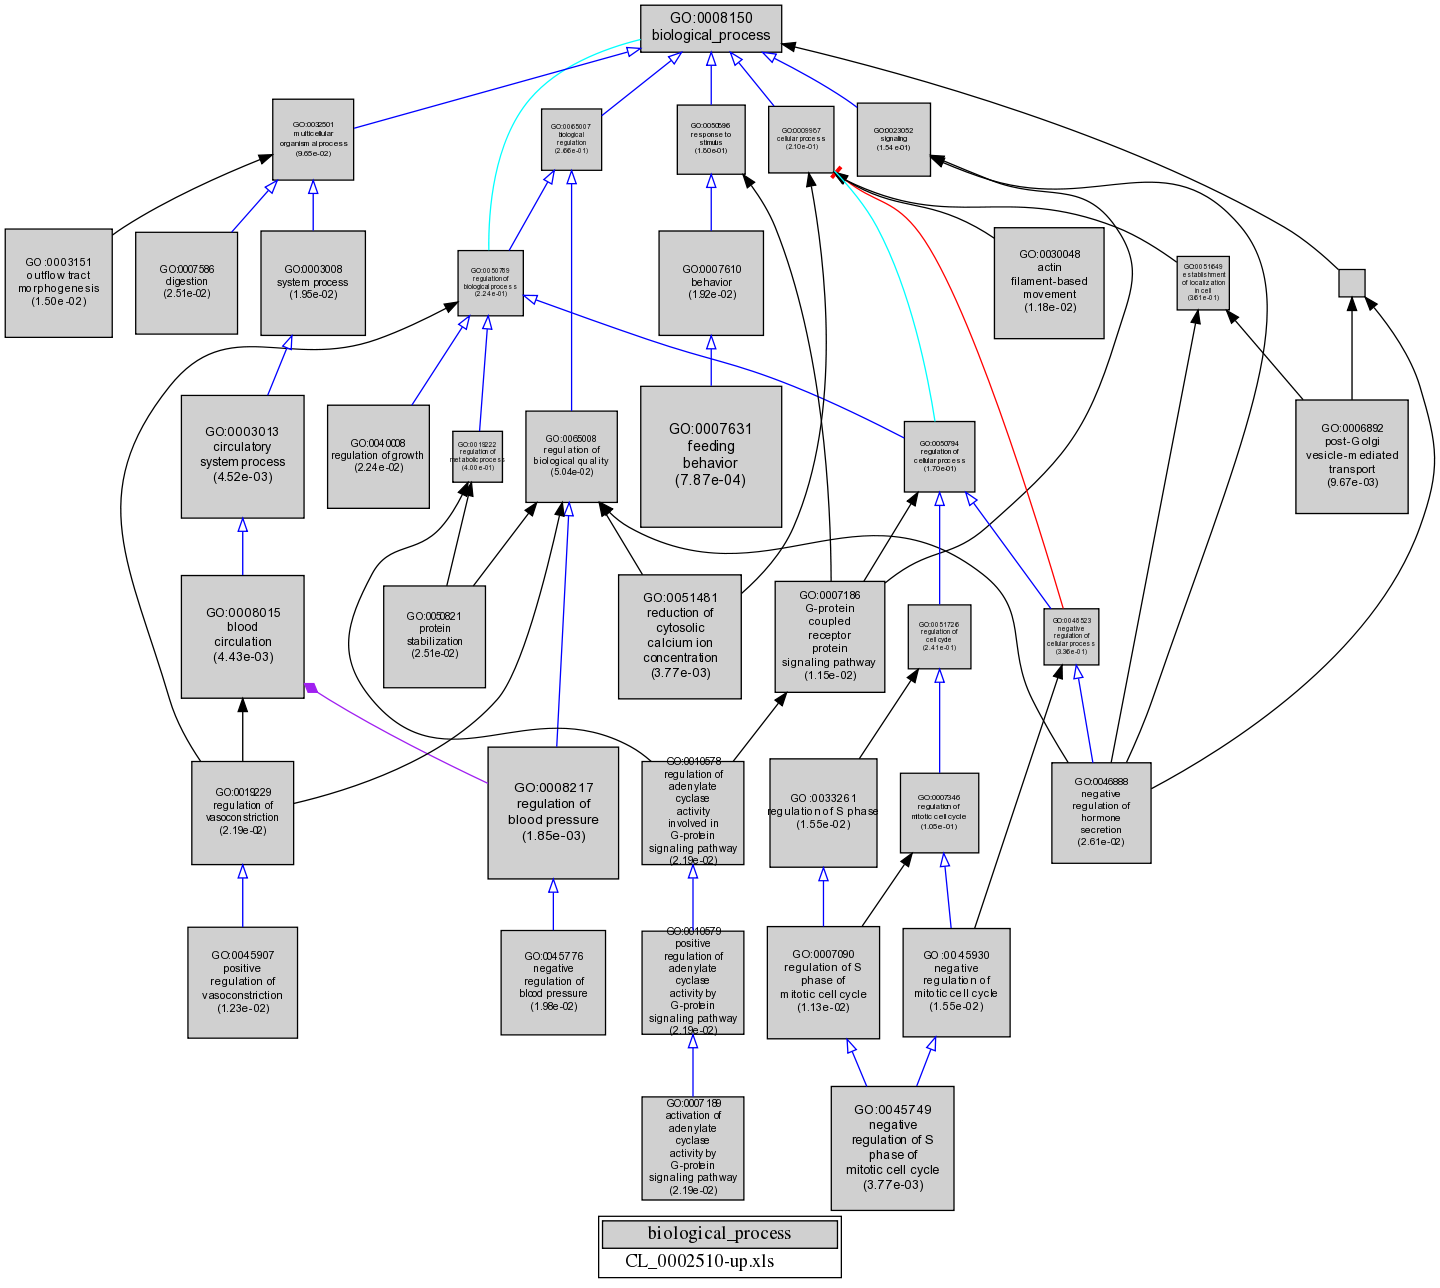 GO:0008150
biological_process
GO:0032501
multicellular
organismal process
(9.65e-02)
GO:0065007
biological
regulation
(2.66e-01)
GO:0050896
response to
stimulus
(1.80e-01)
GO:0009987
cellular process
(2.10e-01)
GO:0023052
signaling
(1.54e-01)
GO:0003151
outflow tract
morphogenesis
(1.50e-02)
GO:0007586
digestion
(2.51e-02)
GO:0003008
system process
(1.95e-02)
GO:0050789
regulation of
biological process
(2.24e-01)
GO:0007610
behavior
(1.92e-02)
GO:0030048
actin
filament-based
movement
(1.18e-02)
GO:0051649
establishment
of localization
in cell
(3.61e-01)
GO:0003013
circulatory
system process
(4.52e-03)
GO:0040008
regulation of growth
(2.24e-02)
GO:0019222
regulation of
metabolic process
(4.00e-01)
GO:0065008
regulation of
biological quality
(5.04e-02)
GO:0007631
feeding
behavior
(7.87e-04)
GO:0050794
regulation of
cellular process
(1.70e-01)
GO:0006892
post-Golgi
vesicle-mediated
transport
(9.67e-03)
GO:0008015
blood
circulation
(4.43e-03)
GO:0050821
protein
stabilization
(2.51e-02)
GO:0051481
reduction of
cytosolic
calcium ion
concentration
(3.77e-03)
GO:0007186
G-protein
coupled
receptor
protein
signaling pathway
(1.15e-02)
GO:0051726
regulation of
cell cycle
(2.41e-01)
GO:0048523
negative
regulation of
cellular process
(3.36e-01)
GO:0019229
regulation of
vasoconstriction
(2.19e-02)
GO:0008217
regulation of
blood pressure
(1.85e-03)
GO:0010578
regulation of
adenylate
cyclase
activity
involved in
G-protein
signaling pathway
(2.19e-02)
GO:0033261
regulation of S phase
(1.55e-02)
GO:0007346
regulation of
mitotic cell cycle
(1.05e-01)
GO:0046888
negative
regulation of
hormone
secretion
(2.61e-02)
GO:0045907
positive
regulation of
vasoconstriction
(1.23e-02)
GO:0045776
negative
regulation of
blood pressure
(1.98e-02)
GO:0010579
positive
regulation of
adenylate
cyclase
activity by
G-protein
signaling pathway
(2.19e-02)
GO:0007090
regulation of S
phase of
mitotic cell cycle
(1.13e-02)
GO:0045930
negative
regulation of
mitotic cell cycle
(1.55e-02)
GO:0007189
activation of
adenylate
cyclase
activity by
G-protein
signaling pathway
(2.19e-02)
GO:0045749
negative
regulation of S
phase of
mitotic cell cycle
(3.77e-03)
biological_process
CL_0002510-up.xls